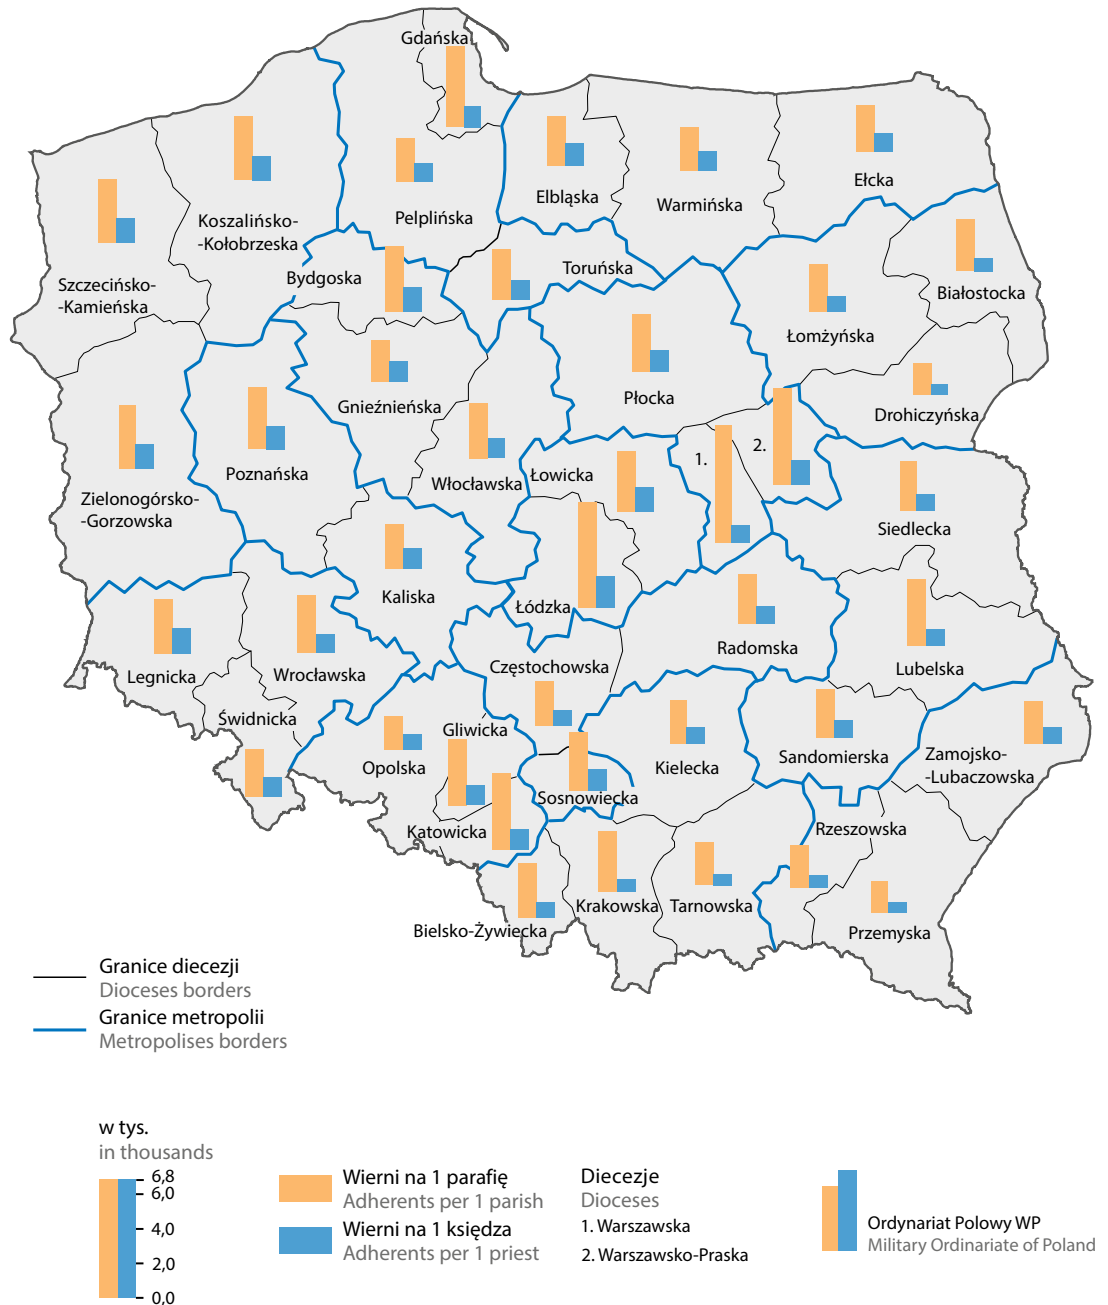 Gdańska
Koszalińsko-
-Kołobrzeska
Pelplińska
Elbląska
Warmińska
Ełcka
Szczecińsko-
-Kamieńska
Bydgoska
Toruńska
Białostocka
Łomżyńska
Gnieźnieńska
Płocka
Drohiczyńska
Poznańska
Włocławska
Łowicka
1.
2.
Zielonogórsko-
-Gorzowska
Siedlecka
Kaliska
Łódzka
Radomska
Lubelska
Legnicka
Wrocławska
Częstochowska
Świdnicka
Gliwicka
Opolska
Kielecka
Sandomierska
Zamojsko-
-Lubaczowska
Sosnowiecka
Katowicka
Rzeszowska
Bielsko-Żywiecka
Krakowska
Tarnowska
Przemyska
Granice diecezji
Dioceses borders
Granice metropolii
Metropolises borders
w tys.
in thousands
6,8
6,0
4,0
2,0
0,0
Wierni na 1 parafię
Adherents per 1 parish
Wierni na 1 księdza
Adherents per 1 priest
Diecezje
Dioceses
1. Warszawska
2. Warszawsko-Praska
Ordynariat Polowy WP
Military Ordinariate of Poland